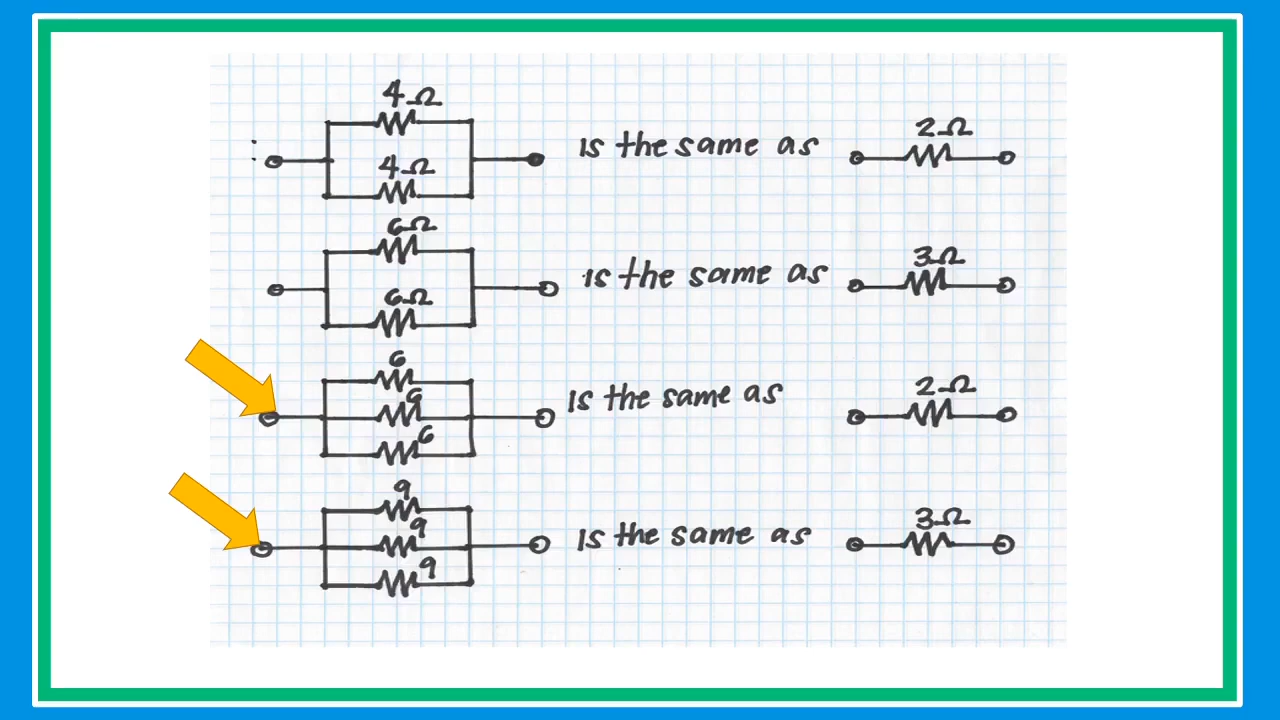 4Ω
4Ω
is the same as
2Ω
6Ω
6Ω
is the same as
3Ω
6
9
6
is the same as
2Ω
9
9
9
is the same as
3Ω